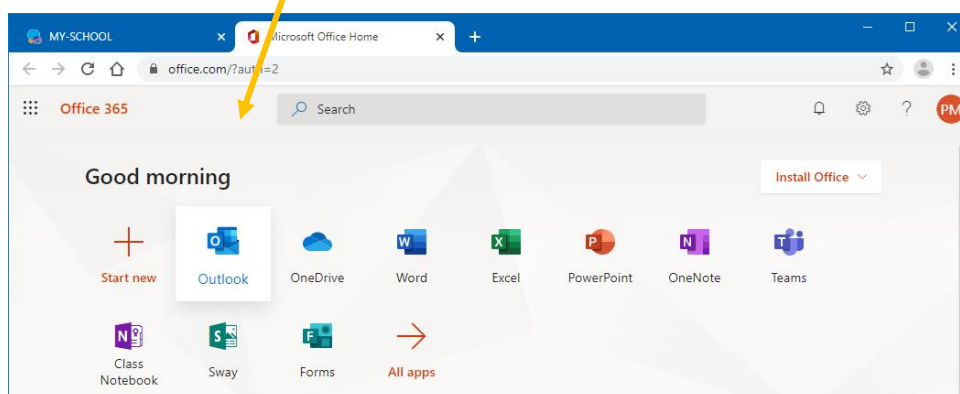 MY-SCHOOL
Microsoft Office Home
office.com/?auth=2
Office 365
Search
PM
Good morning
Install Office
Start new
Outlook
OneDrive
Word
Excel
PowerPoint
OneNote
Teams
Class
Notebook
Sway
Forms
All apps